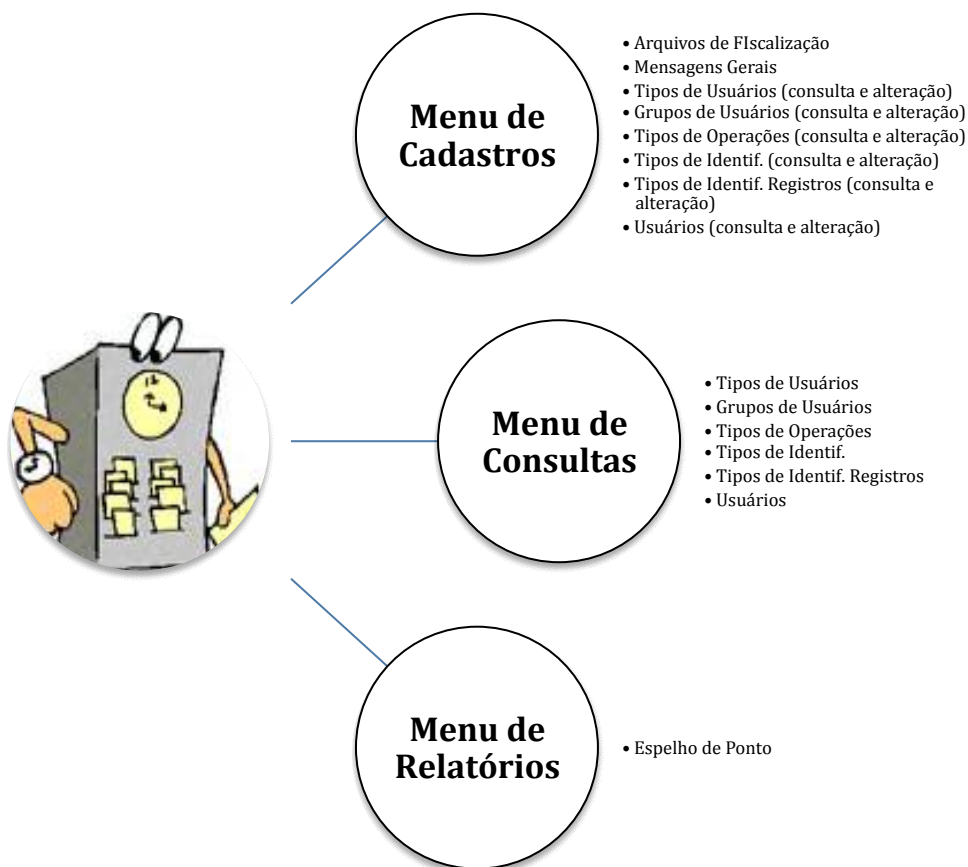 Menu de
Cadastros
• Arquivos de FIscalização
• Mensagens Gerais
• Tipos de Usuários (consulta e alteração)
• Grupos de Usuários (consulta e alteração)
• Tipos de Operações (consulta e alteração)
• Tipos de Identif. (consulta e alteração)
• Tipos de Identif. Registros (consulta e
alteração)
• Usuários (consulta e alteração)
Menu de
Consultas
• Tipos de Usuários
• Grupos de Usuários
• Tipos de Operações
• Tipos de Identif.
• Tipos de Identif. Registros
• Usuários
Menu de
Relatórios
• Espelho de Ponto